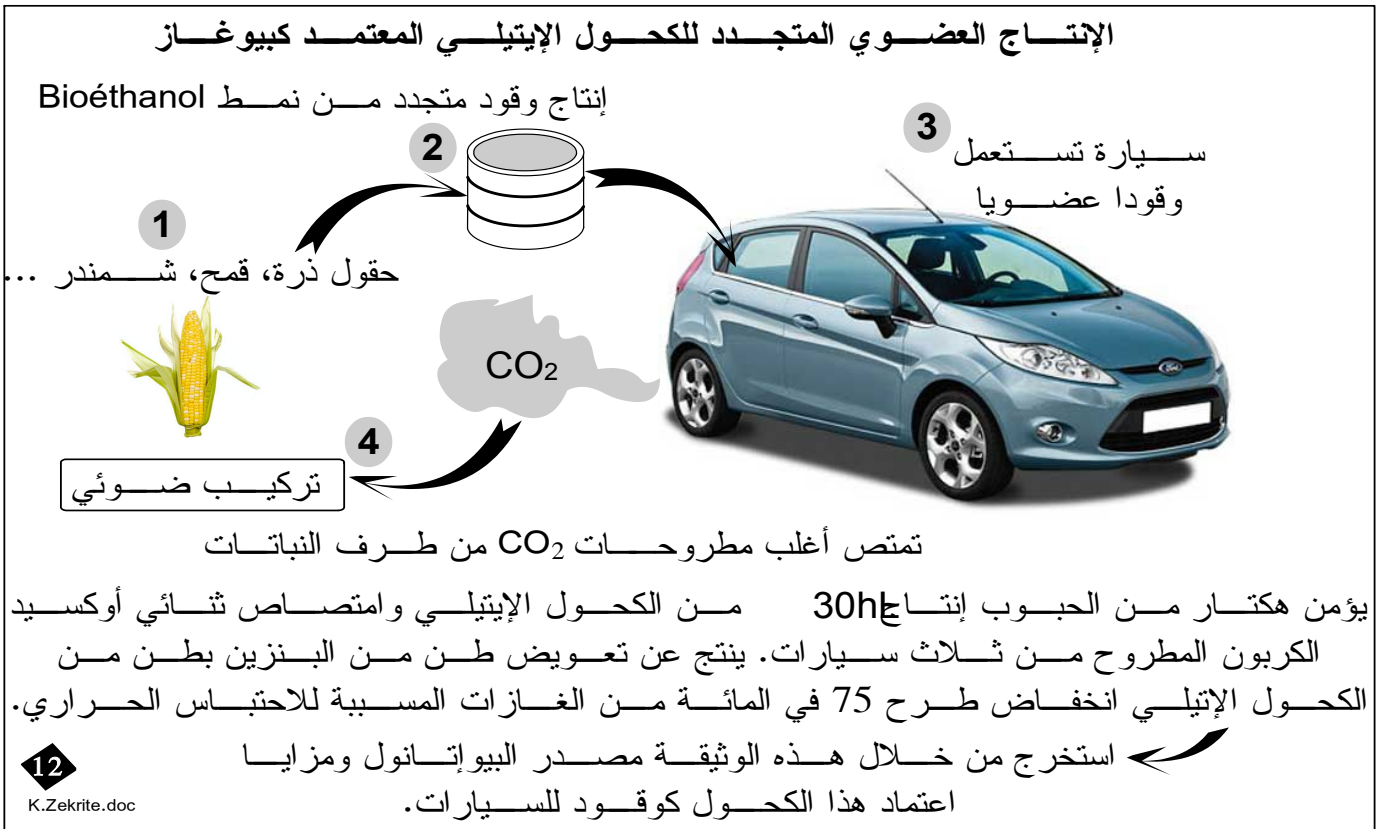 الإنتاج العضوي المتجدد للكحول الإيتيلي المعتمد كبيوغاز
إنتاج وقود متجدد من نمط Bioéthanol
2
3
سيارة تستعمل
وقودا عضويا
1
حقول ذرة، قمح، شمندر ...
CO₂
Ford
4
تركيب ضوئي
تمتص أغلب مطروحات CO₂ من طرف النباتات
يؤمن هكتار من الحبوب إنتاج 30hl من الكحول الإيتيلي وامتصاص ثنائي أوكسيد
الكربون المطروح من ثلاث سيارات. ينتج عن تعويض طن من البنزين بطن من
الكحول الإتيلي انخفاض طرح 75 في المائة من الغازات المسببة للاحتباس الحراري.
استخرج من خلال هذه الوثيقة مصدر البيوإتانول ومزايا
اعتماد هذا الكحول كوقود للسيارات.
12
K.Zekrite.doc